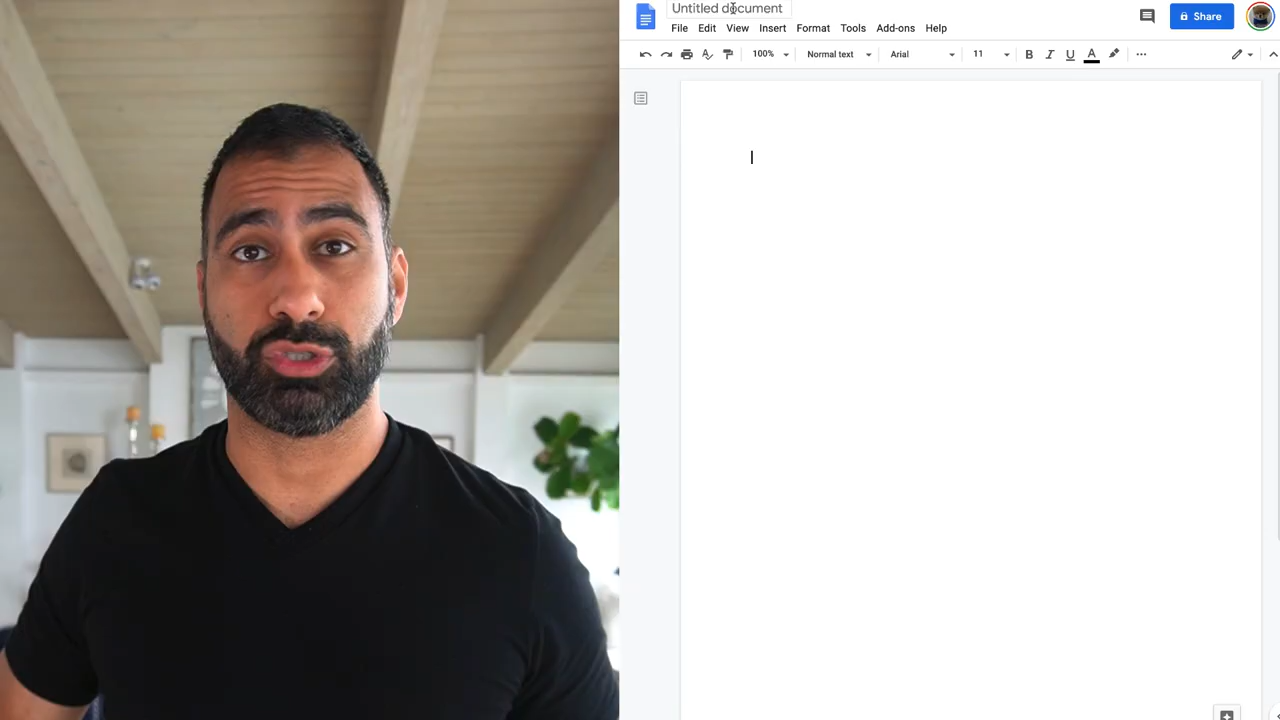 Untitled document
Share
File Edit View Insert Format Tools Add-ons Help
100% Normal text Arial 11 B I U A